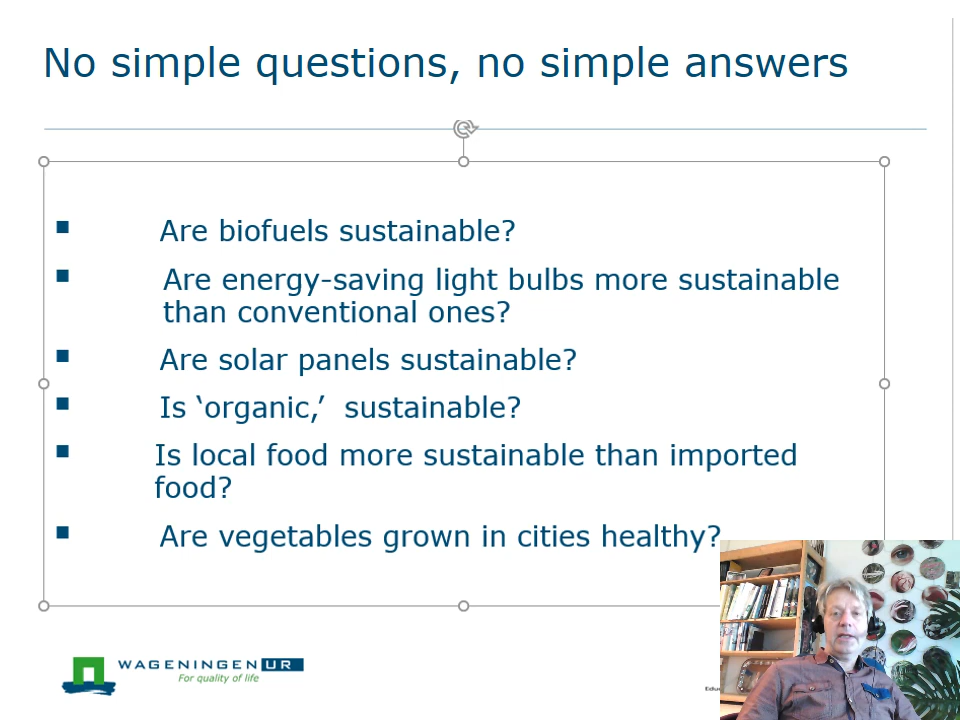 No simple questions, no simple answers
Are biofuels sustainable?
Are energy-saving light bulbs more sustainable
than conventional ones?
Are solar panels sustainable?
Is ‘organic,’ sustainable?
Is local food more sustainable than imported
food?
Are vegetables grown in cities healthy?
WAGENINGEN UR
For quality of life